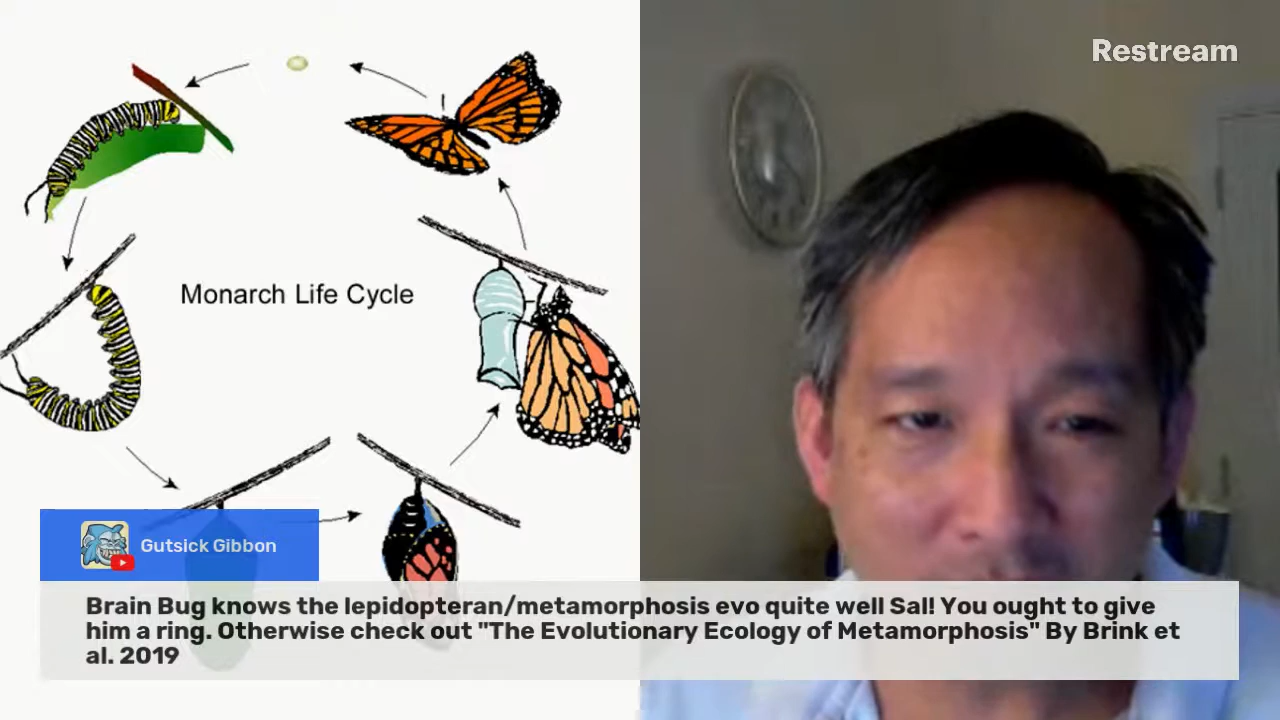 Restream
Monarch Life Cycle
Gutsick Gibbon
Brain Bug knows the lepidopteran/metamorphosis evo quite well Sal! You ought to give
him a ring. Otherwise check out "The Evolutionary Ecology of Metamorphosis" By Brink et
al. 2019